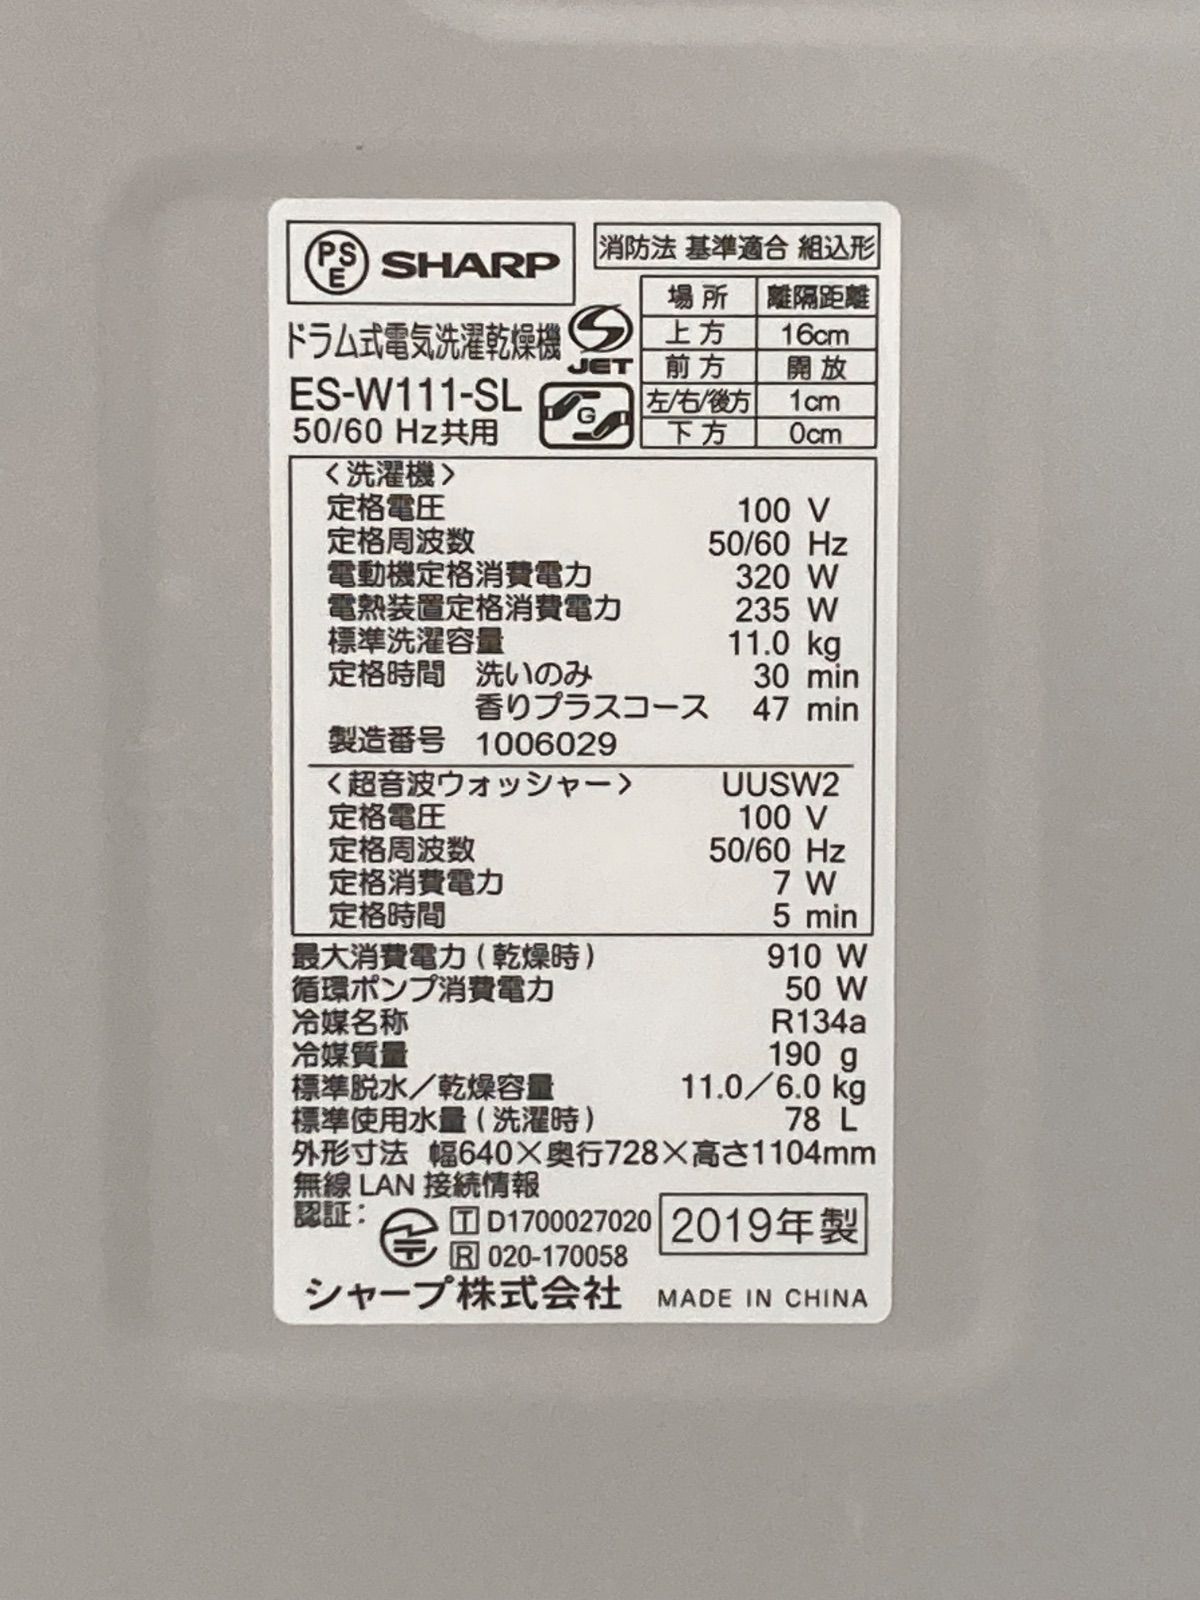 PSE SHARP
消防法 基準適合 組込形
場所 離隔距離
上方 16cm
前方 開放
左/右/後方 1cm
下方 0cm
ドラム式電気洗濯乾燥機
S JET
ES-W111-SL
G
50/60 Hz共用
<洗濯機>
定格電圧 100 V
定格周波数 50/60 Hz
電動機定格消費電力 320 W
電熱装置定格消費電力 235 W
標準洗濯容量 11.0 kg
定格時間 洗いのみ 30 min
香りプラスコース 47 min
製造番号 1006029
<超音波ウォッシャー> UUSW2
定格電圧 100 V
定格周波数 50/60 Hz
定格消費電力 7 W
定格時間 5 min
最大消費電力(乾燥時) 910 W
循環ポンプ消費電力 50 W
冷媒名称 R134a
冷媒質量 190 g
標準脱水/乾燥容量 11.0/6.0 kg
標準使用水量(洗濯時) 78 L
外形寸法 幅640×奥行728×高さ1104mm
無線LAN 接続情報
認証: T D1700027020
R 020-170058
2019年製
シャープ株式会社 MADE IN CHINA